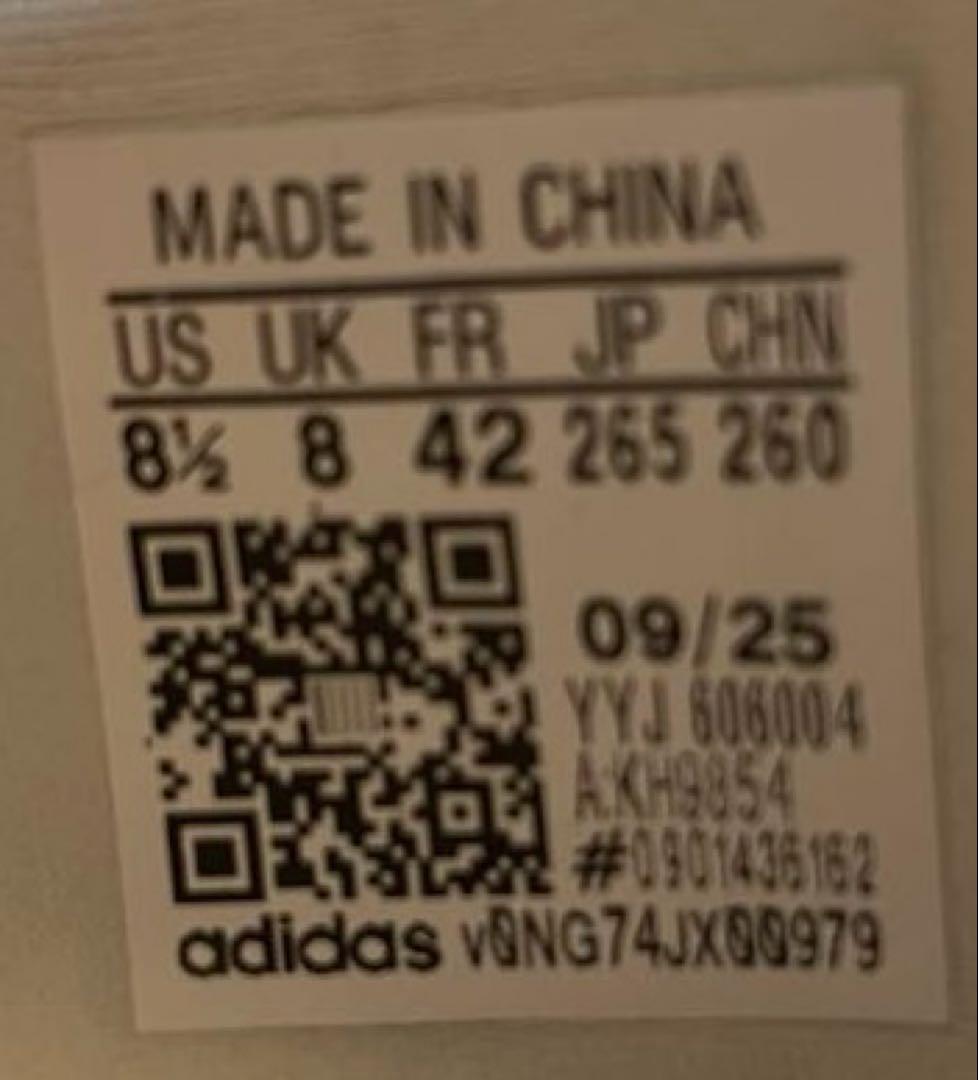 MADE IN CHINA
US UK FR JP CHN
8½ 8 42 265 260
09/25
YYJ 606004
A:KH9854
#0901436162
adidas v0NG74JX00979